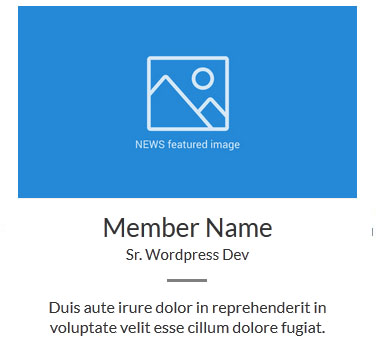 NEWS featured image
Member Name
Sr. Wordpress Dev
Duis aute irure dolor in reprehenderit in
voluptate velit esse cillum dolore fugiat.